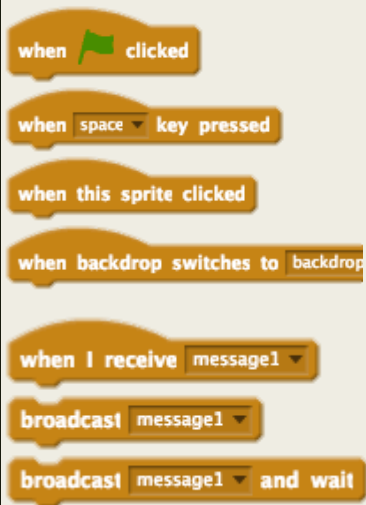 when clicked
when space key pressed
when this sprite clicked
when backdrop switches to backdrop
when I receive message1
broadcast message1
broadcast message1 and wait